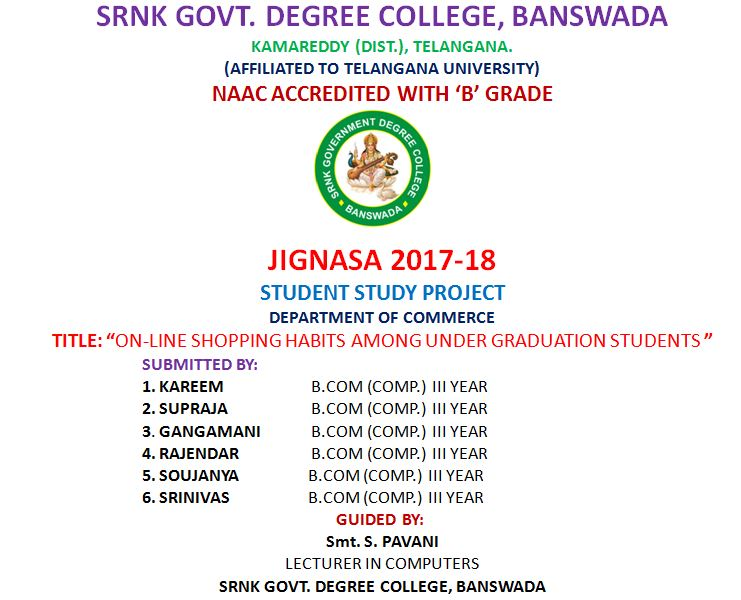 SRNK GOVT. DEGREE COLLEGE, BANSWADA
KAMAREDDY (DIST.), TELANGANA.
(AFFILIATED TO TELANGANA UNIVERSITY)
NAAC ACCREDITED WITH ‘B’ GRADE
SRNK GOVERNMENT DEGREE COLLEGE
BANSWADA
JIGNASA 2017-18
STUDENT STUDY PROJECT
DEPARTMENT OF COMMERCE
TITLE: “ON-LINE SHOPPING HABITS AMONG UNDER GRADUATION STUDENTS ”
SUBMITTED BY:
1. KAREEM B.COM (COMP.) III YEAR
2. SUPRAJA B.COM (COMP.) III YEAR
3. GANGAMANI B.COM (COMP.) III YEAR
4. RAJENDAR B.COM (COMP.) III YEAR
5. SOUJANYA B.COM (COMP.) III YEAR
6. SRINIVAS B.COM (COMP.) III YEAR
GUIDED BY:
Smt. S. PAVANI
LECTURER IN COMPUTERS
SRNK GOVT. DEGREE COLLEGE, BANSWADA